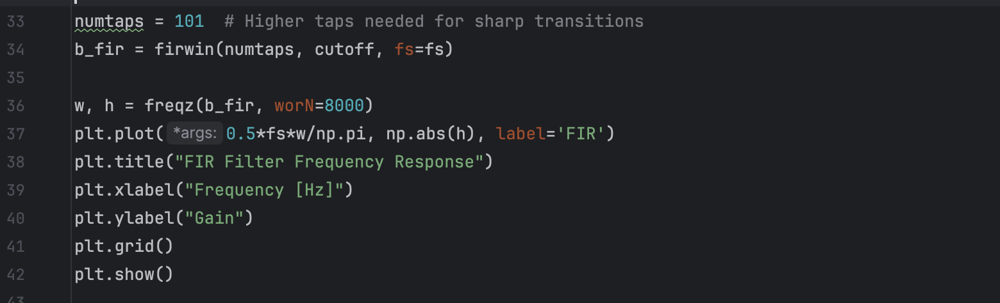 33 numtaps = 101  # Higher taps needed for sharp transitions
34 b_fir = firwin(numtaps, cutoff, fs=fs)
35
36 w, h = freqz(b_fir, worN=8000)
37 plt.plot( *args: 0.5*fs*w/np.pi, np.abs(h), label='FIR')
38 plt.title("FIR Filter Frequency Response")
39 plt.xlabel("Frequency [Hz]")
40 plt.ylabel("Gain")
41 plt.grid()
42 plt.show()
43